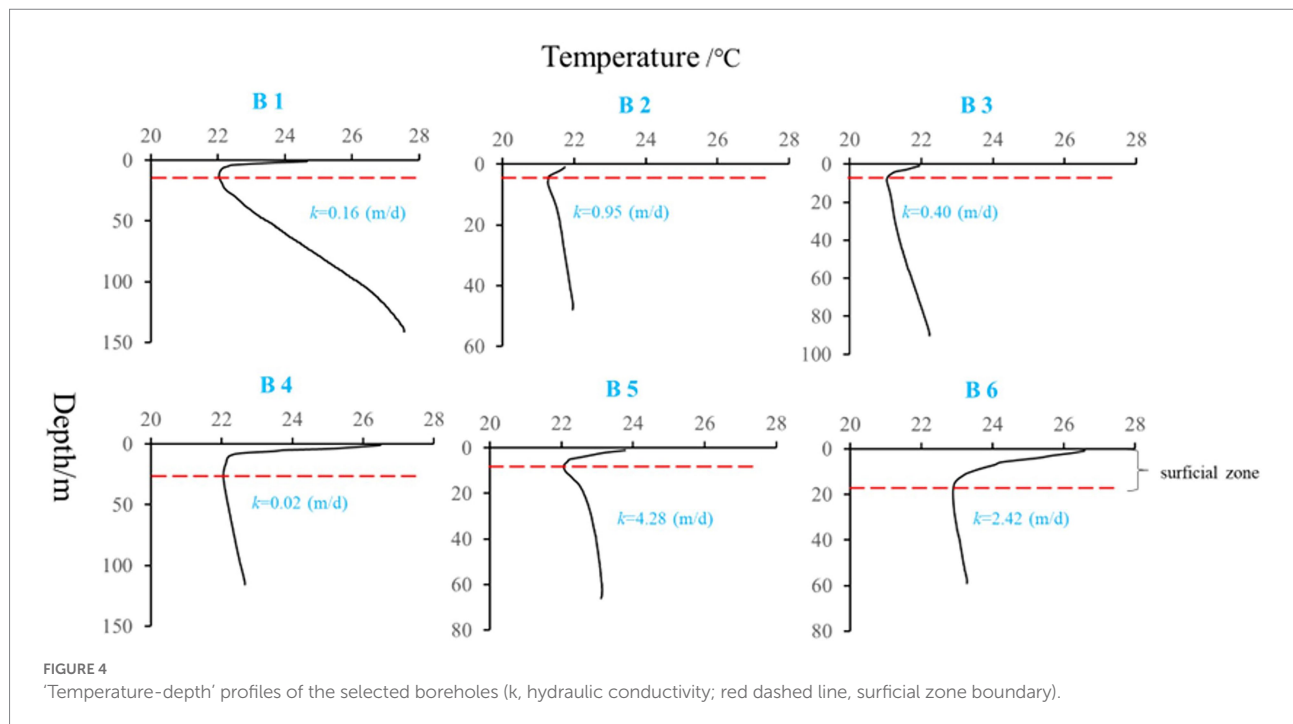 Temperature /°C
B 1
B 2
B 3
20 22 24 26 28
20 22 24 26 28
20 22 24 26 28
0
50
100
150
k=0.16 (m/d)
0
20
40
60
k=0.95 (m/d)
0
20
40
60
80
100
k=0.40 (m/d)
Depth/m
B 4
B 5
B 6
20 22 24 26 28
20 22 24 26 28
20 22 24 26 28
0
50
100
150
k=0.02 (m/d)
0
20
40
60
80
k=4.28 (m/d)
0
20
40
60
80
k=2.42 (m/d)
surficial zone
FIGURE 4
'Temperature-depth' profiles of the selected boreholes (k, hydraulic conductivity; red dashed line, surficial zone boundary).